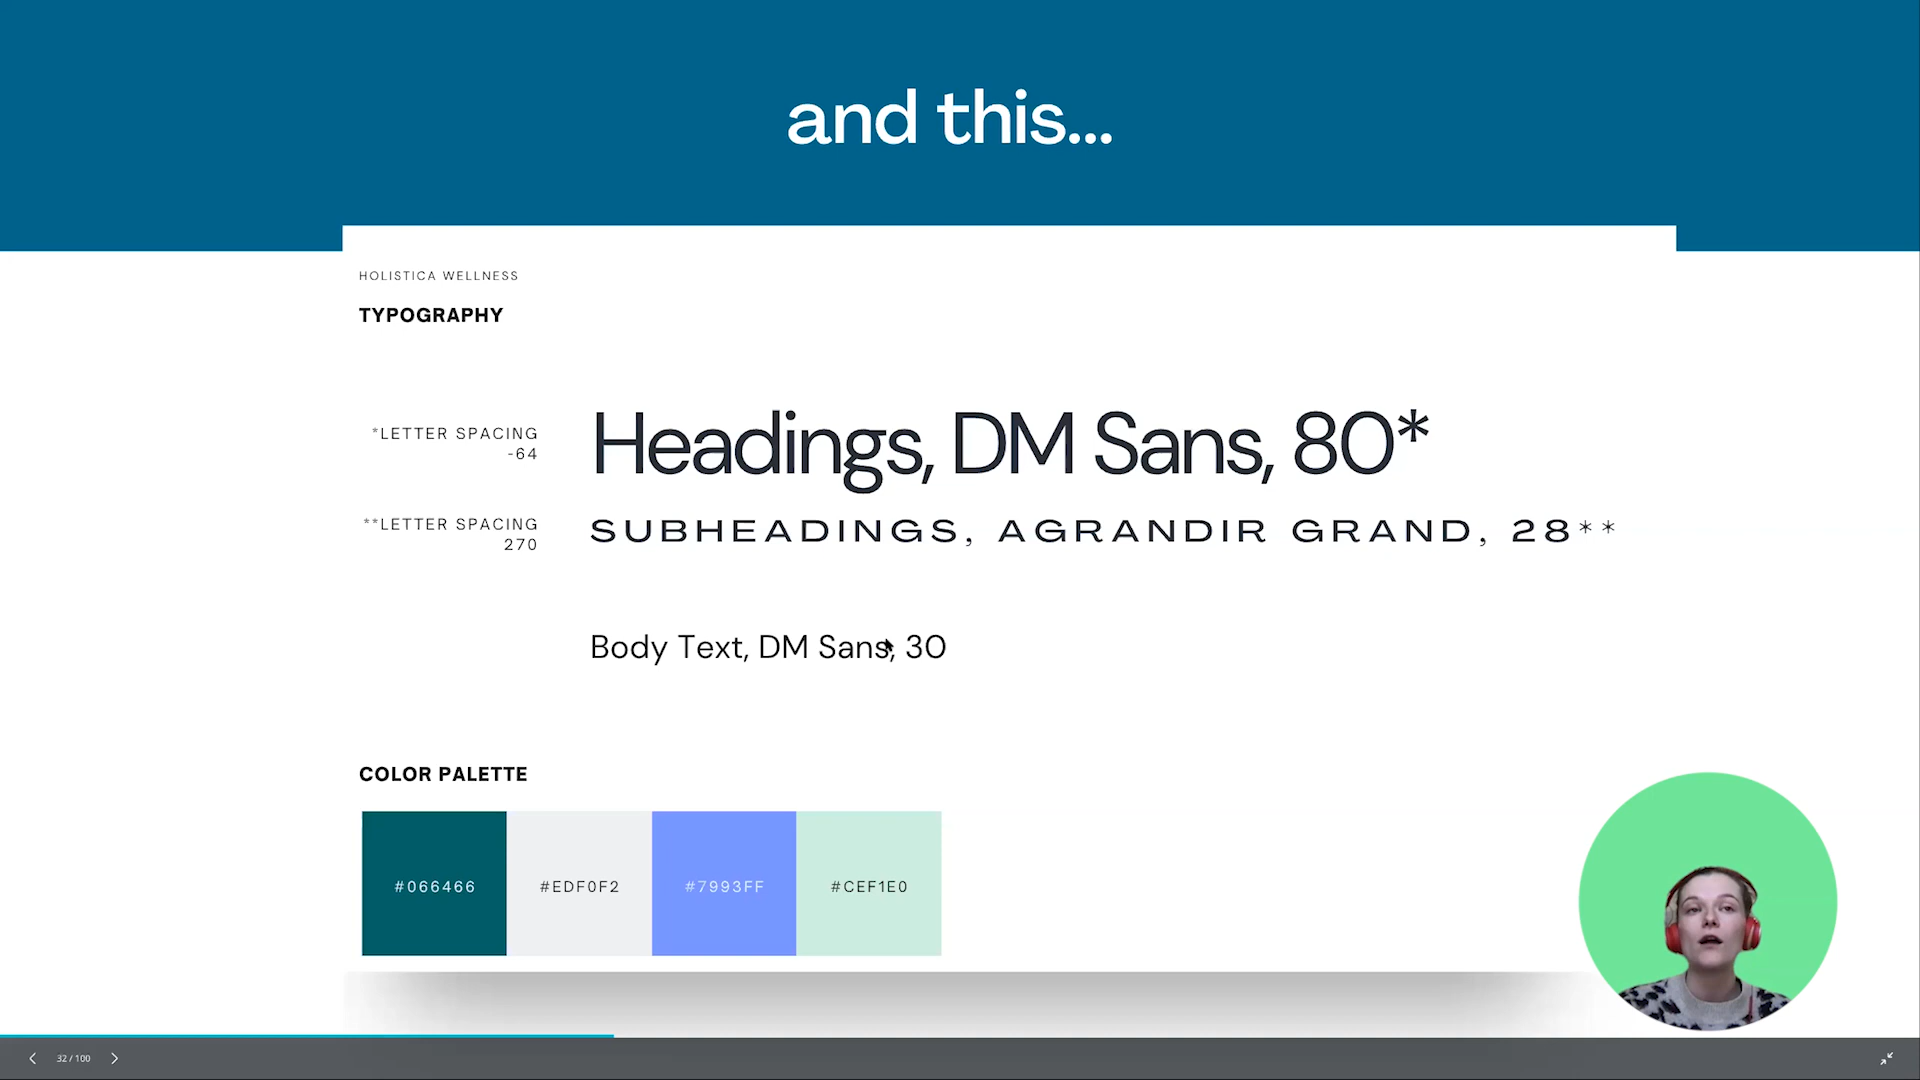 and this...
HOLISTICA WELLNESS
TYPOGRAPHY
*LETTER SPACING
-64
Headings, DM Sans, 80*
**LETTER SPACING
270
SUBHEADINGS, AGRANDIR GRAND, 28**
Body Text, DM Sans, 30
COLOR PALETTE
#066466
#EDF0F2
#7993FF
#CEF1E0
32 / 100